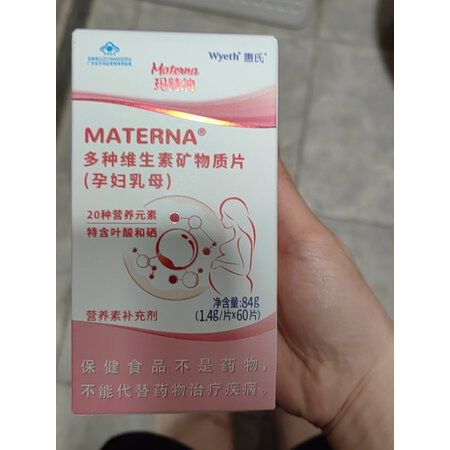 Wyeth® 惠氏®
Materna
玛特纳
MATERNA®
多种维生素矿物质片
(孕妇乳母)
20种营养元素
特含叶酸和硒
净含量:84g
(1.4g/片×60片)
营养素补充剂
保健食品不是药物,
不能代替药物治疗疾病。